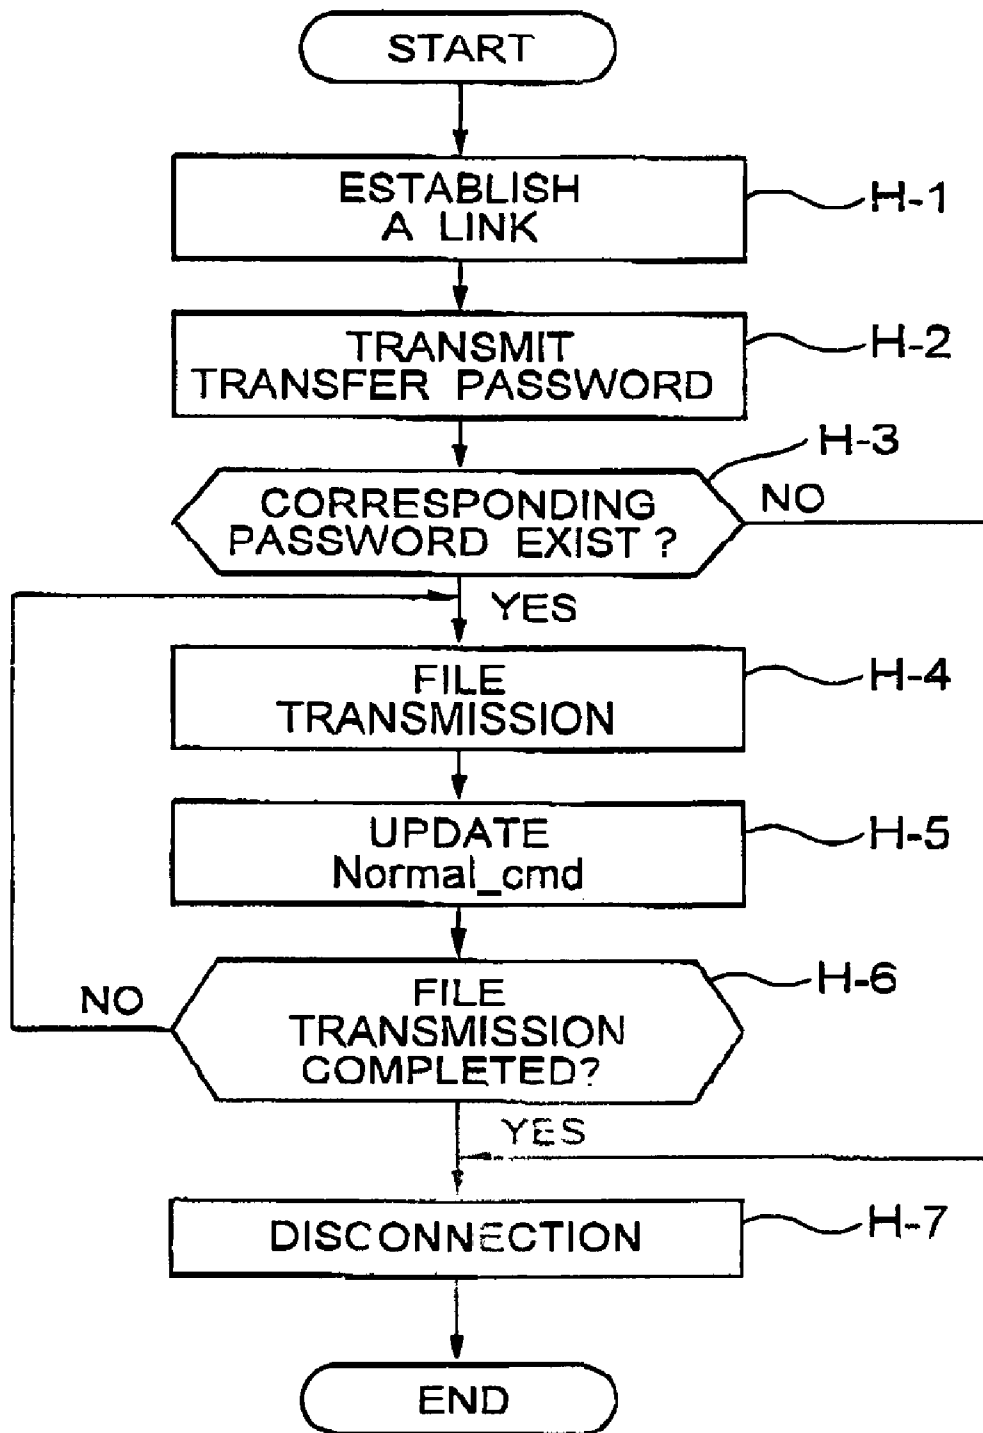 START
ESTABLISH
A LINK
H-1
TRANSMIT
TRANSFER PASSWORD
H-2
H-3
CORRESPONDING
PASSWORD EXIST ?
NO
YES
FILE
TRANSMISSION
H-4
UPDATE
Normal_cmd
H-5
FILE
TRANSMISSION
COMPLETED?
H-6
NO
YES
DISCONNECTION
H-7
END